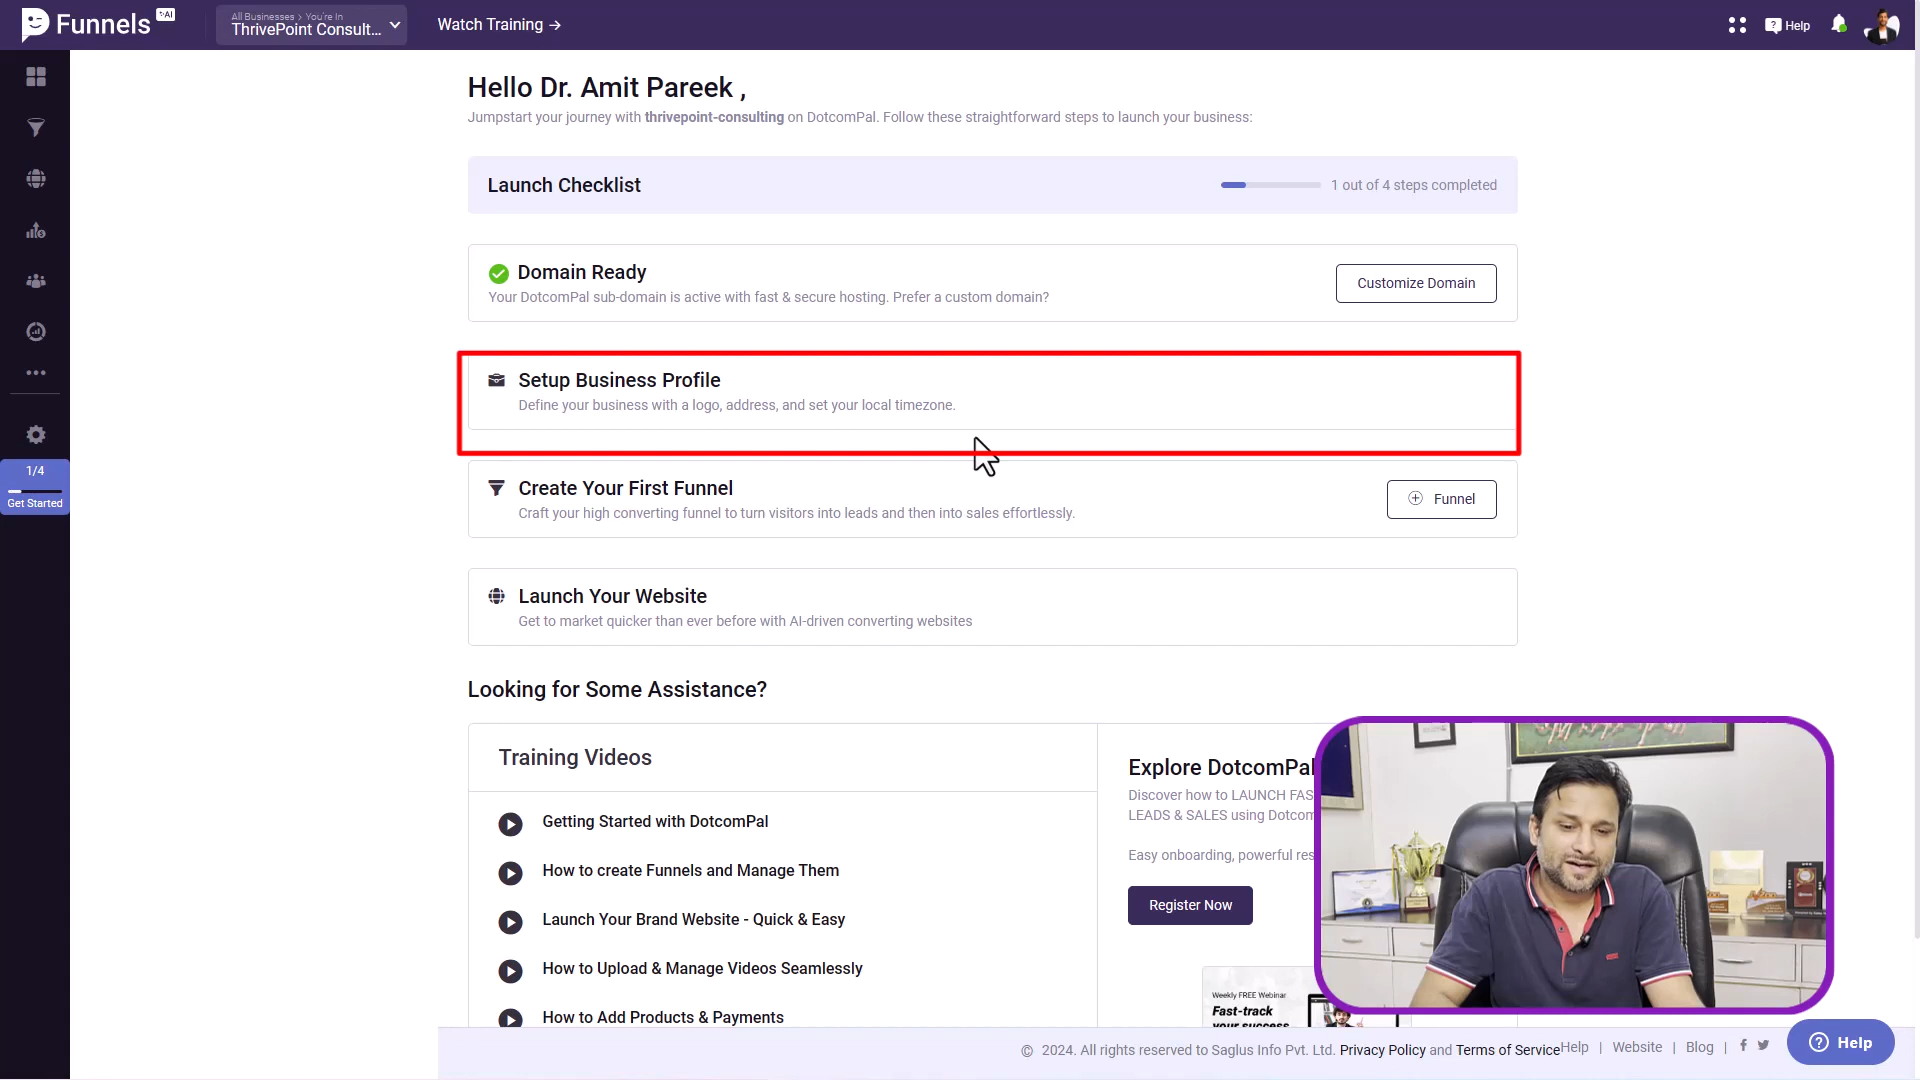 Funnels
AI
All Businesses > You're In
ThrivePoint Consult...
Watch Training →
Help
Hello Dr. Amit Pareek ,
Jumpstart your journey with thrivepoint-consulting on DotcomPal. Follow these straightforward steps to launch your business:
Launch Checklist
1 out of 4 steps completed
Domain Ready
Your DotcomPal sub-domain is active with fast & secure hosting. Prefer a custom domain?
Customize Domain
Setup Business Profile
Define your business with a logo, address, and set your local timezone.
1/4
Get Started
Create Your First Funnel
Craft your high converting funnel to turn visitors into leads and then into sales effortlessly.
Funnel
Launch Your Website
Get to market quicker than ever before with AI-driven converting websites
Looking for Some Assistance?
Training Videos
Getting Started with DotcomPal
How to create Funnels and Manage Them
Launch Your Brand Website - Quick & Easy
How to Upload & Manage Videos Seamlessly
How to Add Products & Payments
Explore DotcomPal
Discover how to LAUNCH FAS
LEADS & SALES using Dotcom
Easy onboarding, powerful res
Register Now
Weekly FREE Webinar
Fast-track
your success
© 2024. All rights reserved to Saglus Info Pvt. Ltd. Privacy Policy and Terms of Service
Help | Website | Blog |
Help